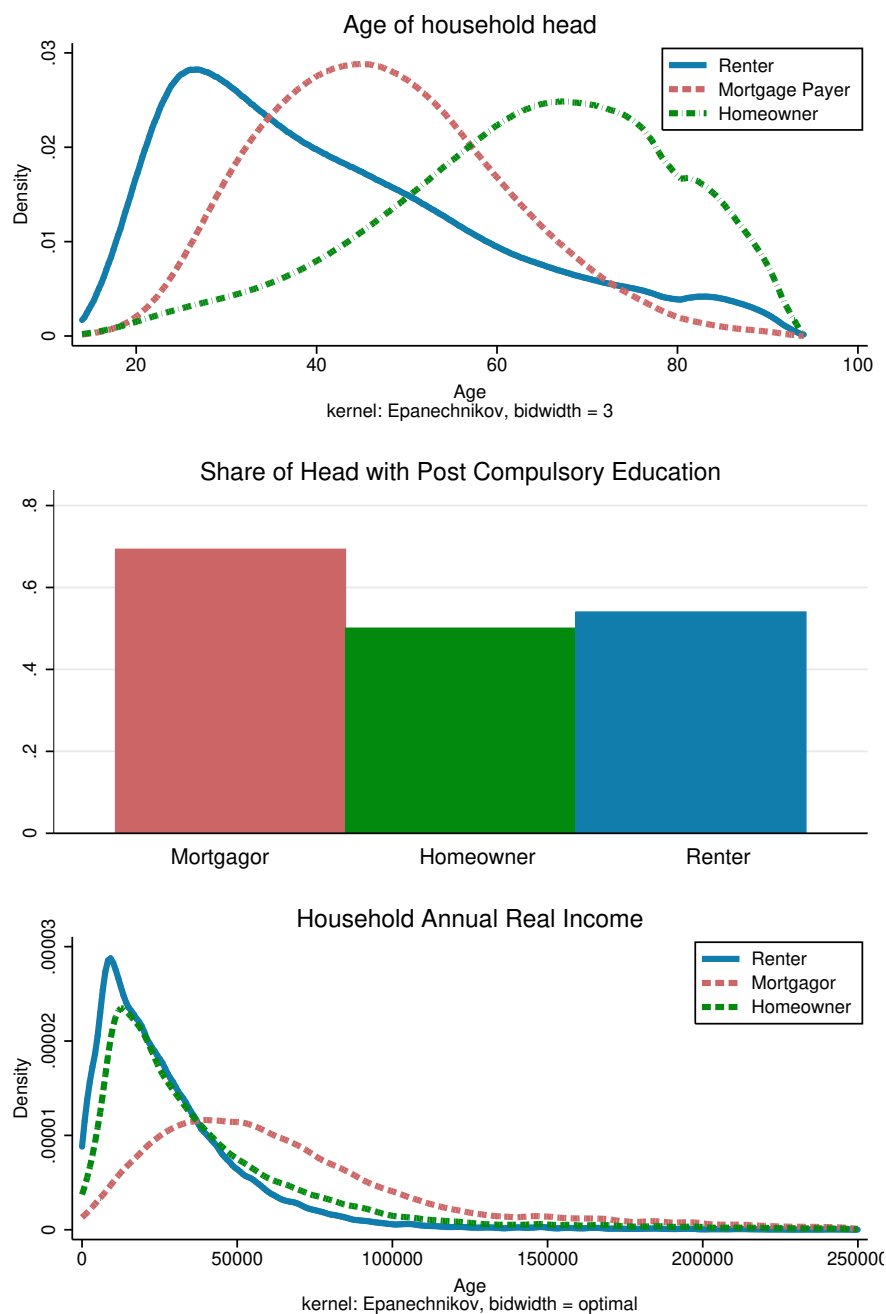 Age of household head
Renter
Mortgage Payer
Homeowner
Density
0
.01
.02
.03
20
40
60
80
100
Age
kernel: Epanechnikov, bidwidth = 3
Share of Head with Post Compulsory Education
0
.2
.4
.6
.8
Mortgagor
Homeowner
Renter
Household Annual Real Income
Renter
Mortgagor
Homeowner
Density
0
.00001
.00002
.00003
0
50000
100000
150000
200000
250000
Age
kernel: Epanechnikov, bidwidth = optimal